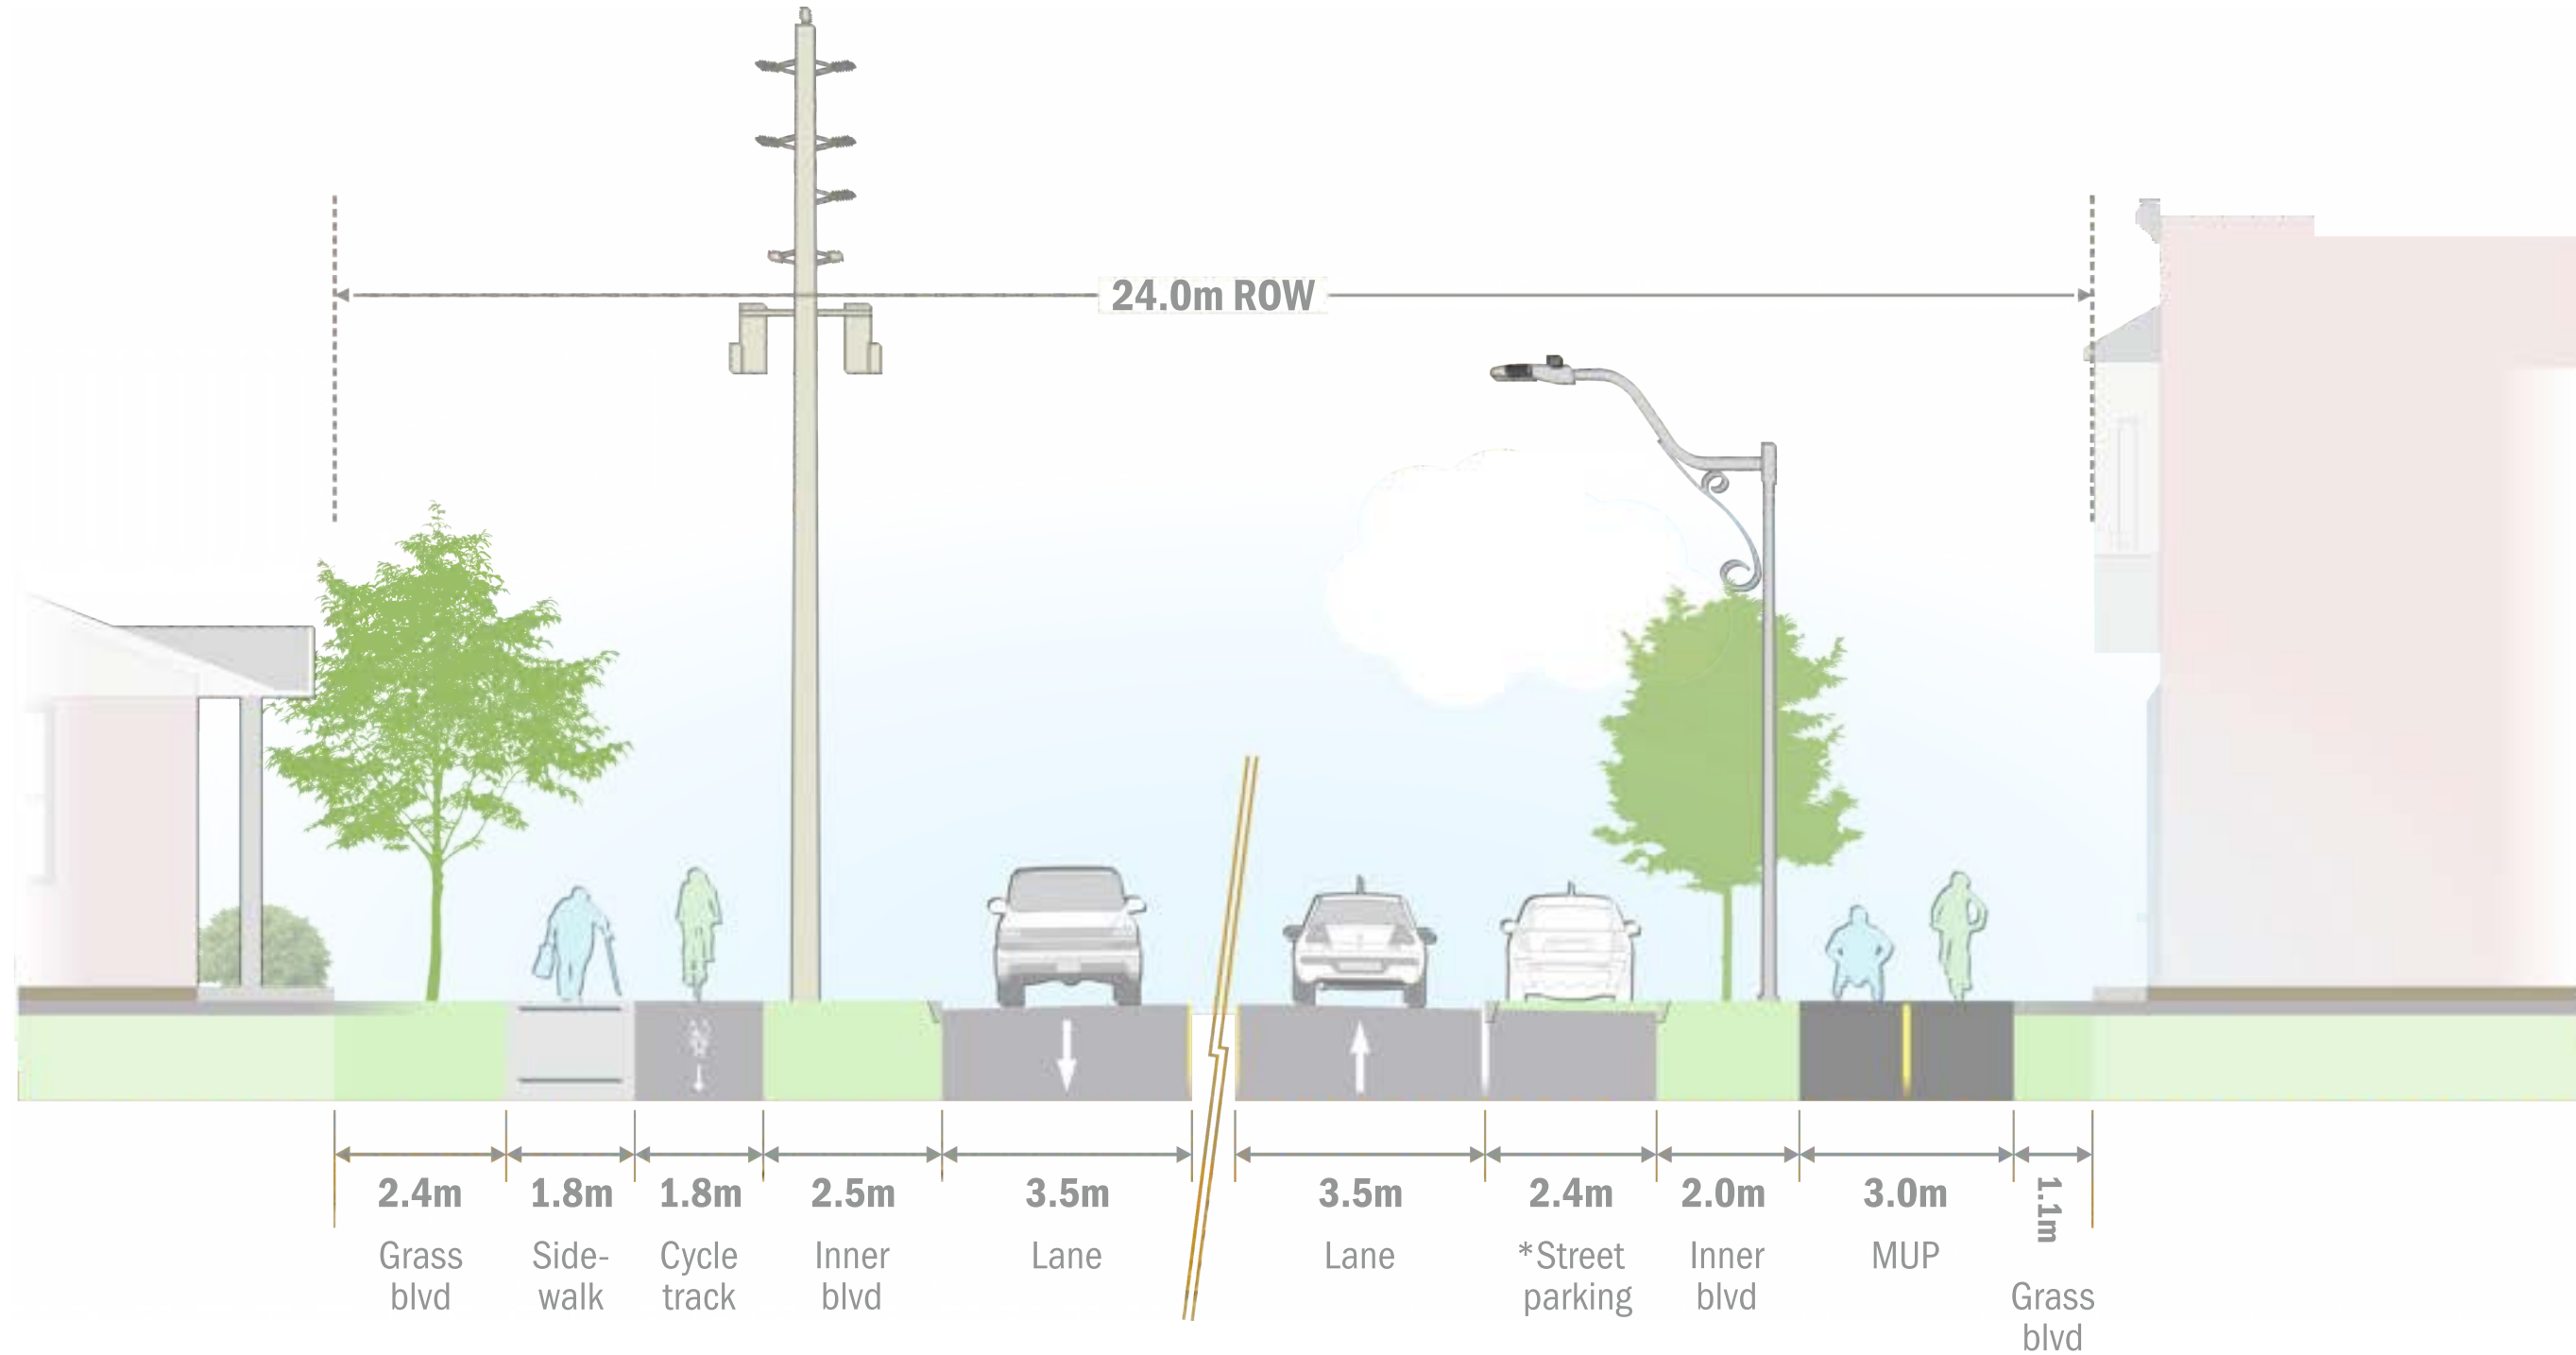 24.0m ROW
2.4m
1.8m
1.8m
2.5m
3.5m
3.5m
2.4m
2.0m
3.0m
1.1m
Grass
blvd
Side-
walk
Cycle
track
Inner
blvd
Lane
Lane
*Street
parking
Inner
blvd
MUP
Grass
blvd